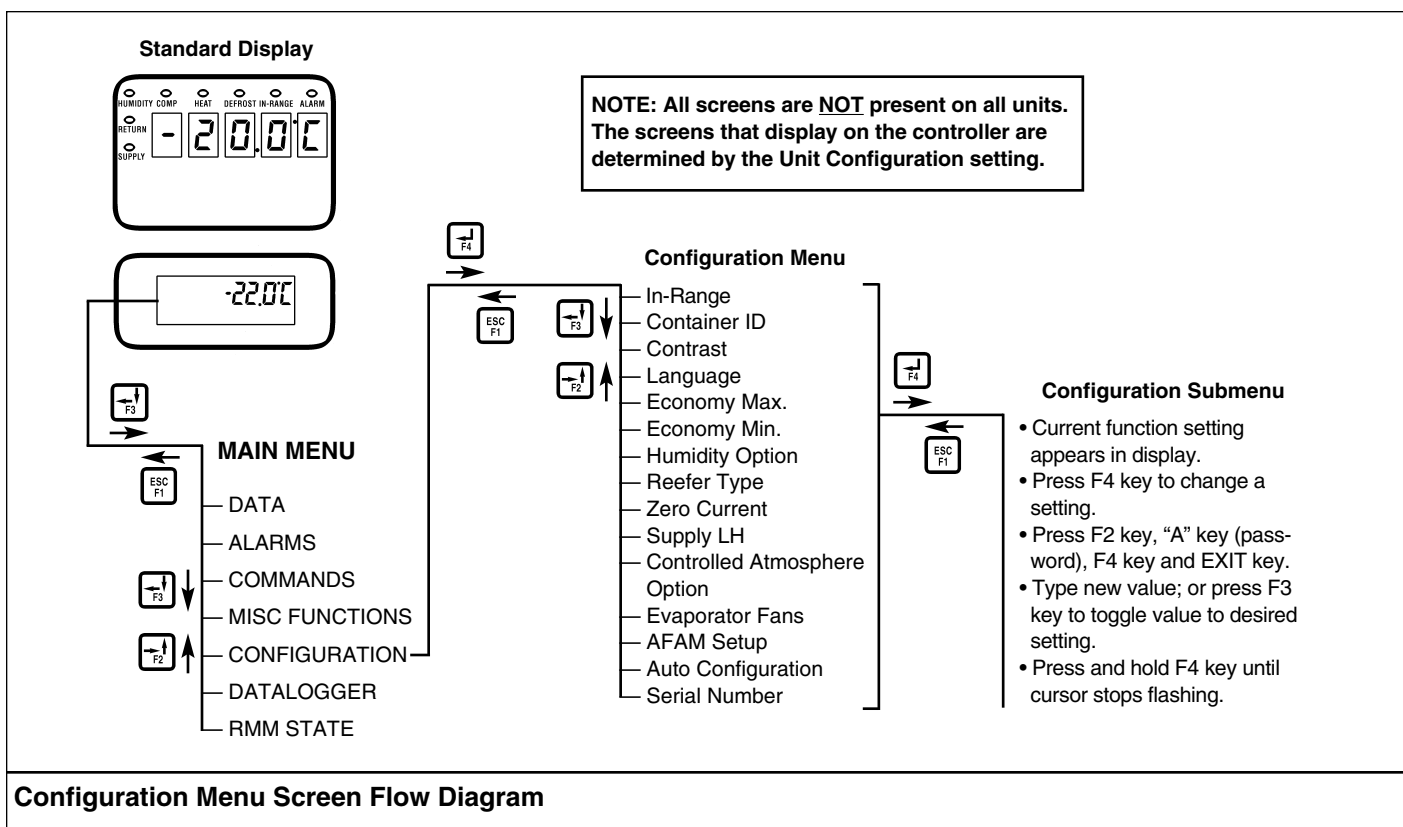 Standard Display
HUMIDITY COMP HEAT DEFROST IN-RANGE ALARM
RETURN
SUPPLY
-20.0°C
NOTE: All screens are NOT present on all units.
The screens that display on the controller are
determined by the Unit Configuration setting.
-22.0°C
F3
ESC
F1
MAIN MENU
DATA
ALARMS
COMMANDS
MISC FUNCTIONS
CONFIGURATION
DATALOGGER
RMM STATE
F3
F2
F4
ESC
F1
Configuration Menu
F3
F2
In-Range
Container ID
Contrast
Language
Economy Max.
Economy Min.
Humidity Option
Reefer Type
Zero Current
Supply LH
Controlled Atmosphere
Option
Evaporator Fans
AFAM Setup
Auto Configuration
Serial Number
F4
ESC
F1
Configuration Submenu
• Current function setting
appears in display.
• Press F4 key to change a
setting.
• Press F2 key, “A” key (pass-
word), F4 key and EXIT key.
• Type new value; or press F3
key to toggle value to desired
setting.
• Press and hold F4 key until
cursor stops flashing.
Configuration Menu Screen Flow Diagram